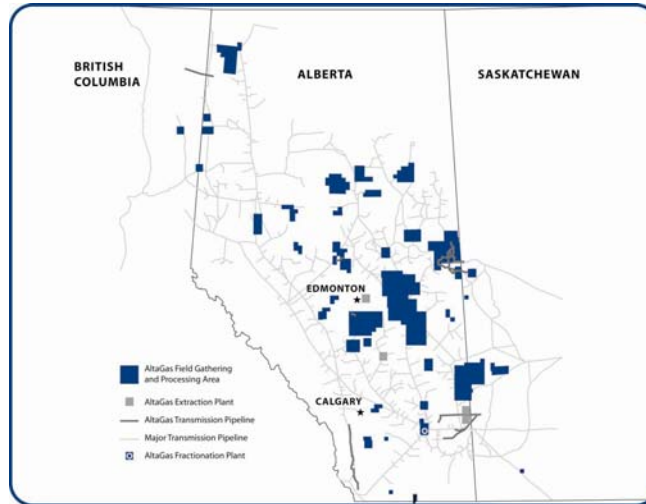 BRITISH
COLUMBIA
ALBERTA
SASKATCHEWAN
EDMONTON
CALGARY
AltaGas Field Gathering
and Processing Area
AltaGas Extraction Plant
AltaGas Transmission Pipeline
Major Transmission Pipeline
AltaGas Fractionation Plant